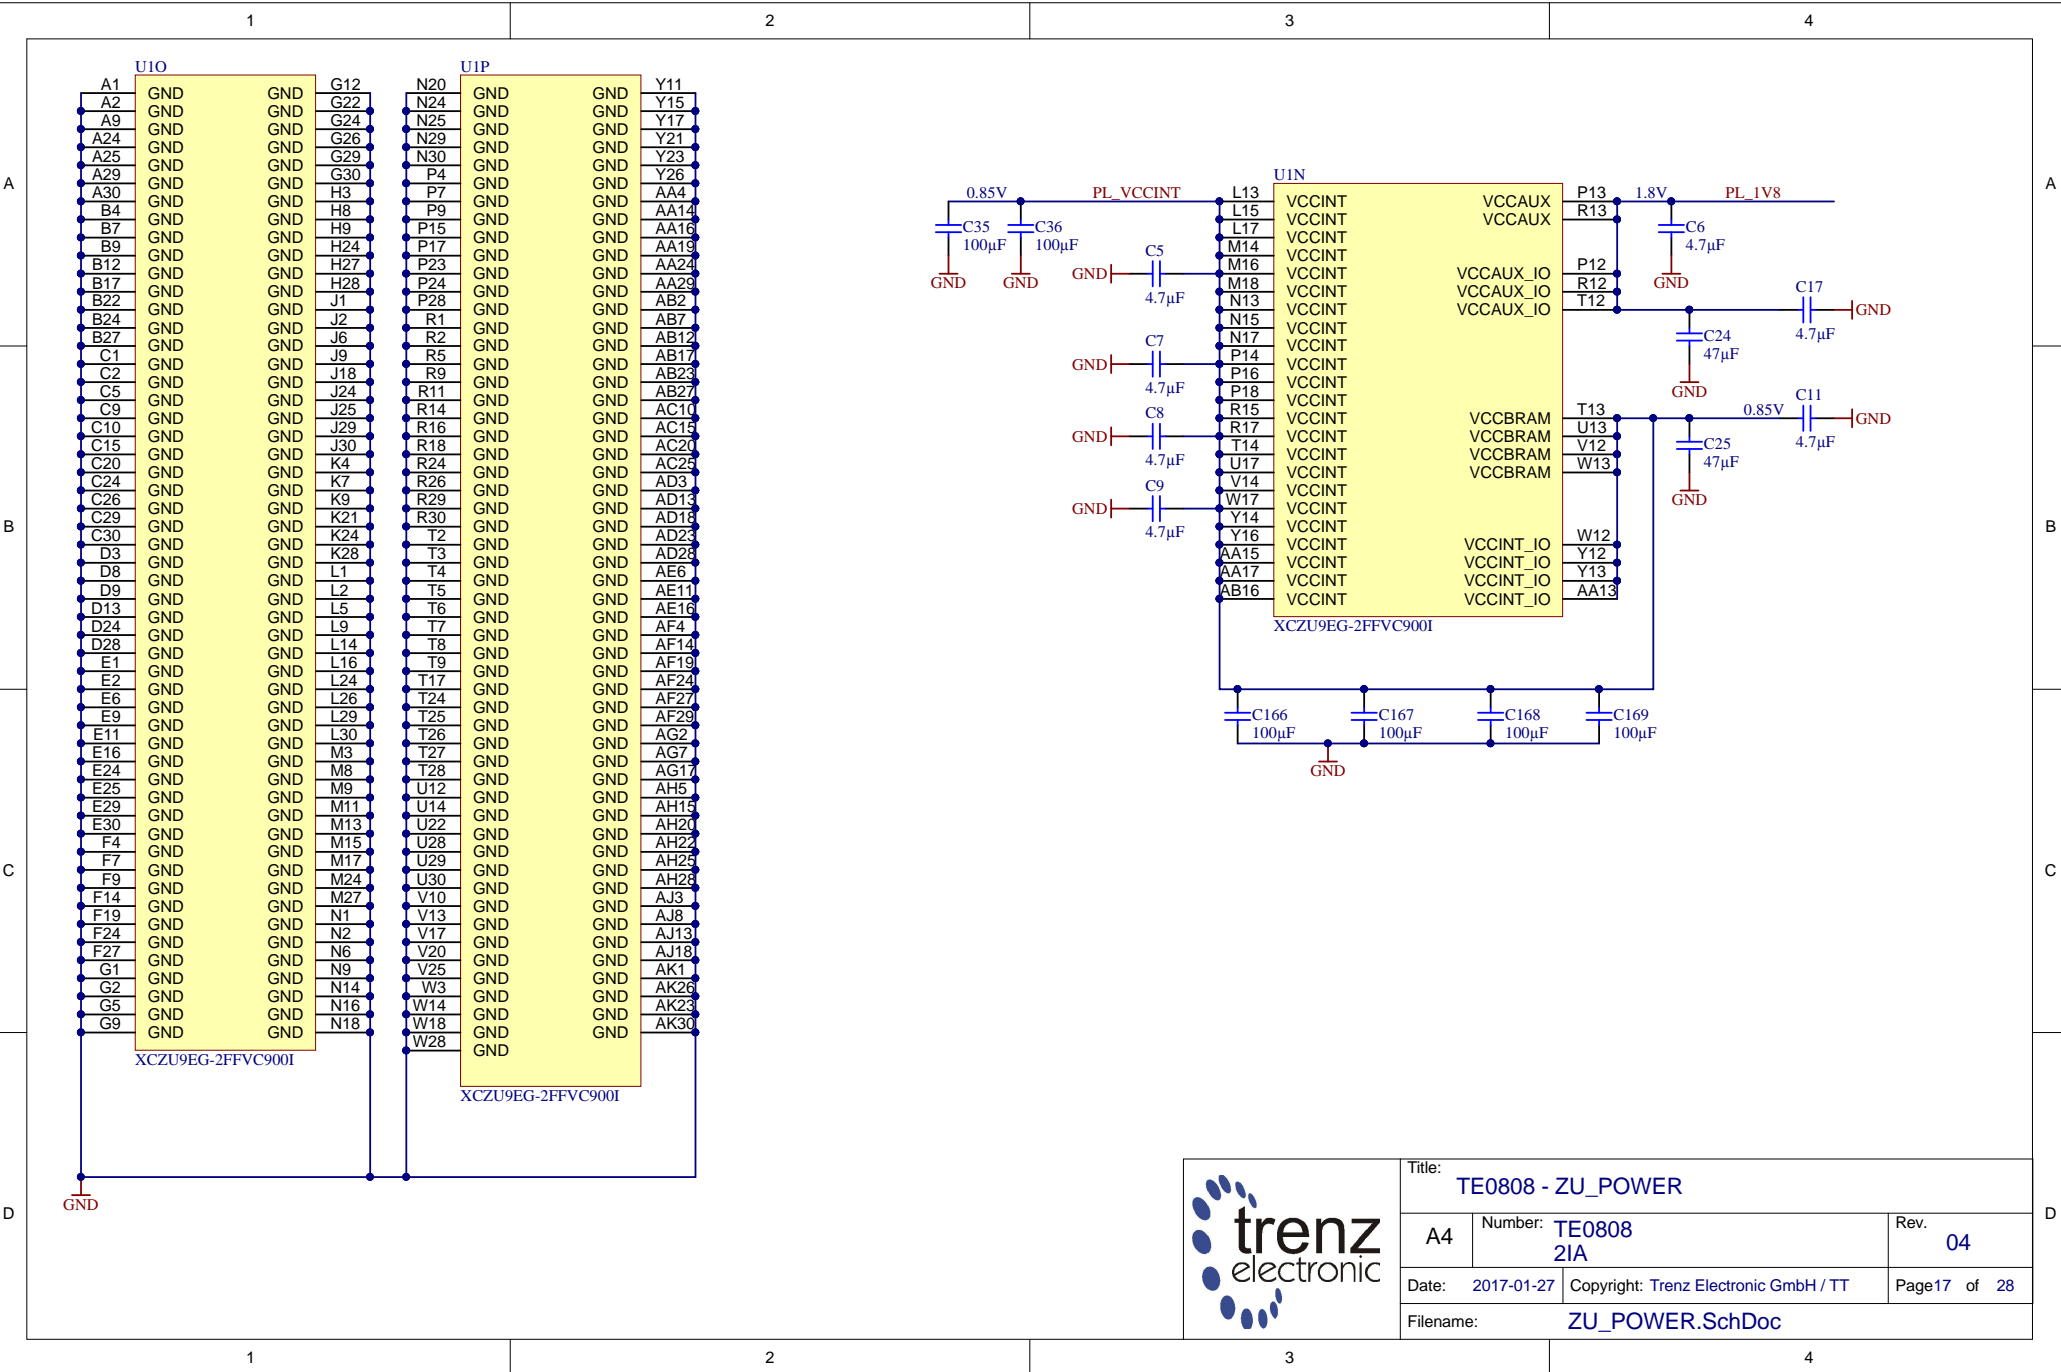 1 2 3 4
A B C D
U1O
A1 GND GND G12
A2 GND GND G22
A9 GND GND G24
A24 GND GND G26
A25 GND GND G29
A29 GND GND G30
A30 GND GND H3
B4 GND GND H8
B7 GND GND H9
B9 GND GND H24
B12 GND GND H27
B17 GND GND H28
B22 GND GND J1
B24 GND GND J2
B27 GND GND J6
C1 GND GND J9
C2 GND GND J18
C5 GND GND J24
C9 GND GND J25
C10 GND GND J29
C15 GND GND J30
C20 GND GND K4
C24 GND GND K7
C26 GND GND K9
C29 GND GND K21
C30 GND GND K24
D3 GND GND K28
D8 GND GND L1
D9 GND GND L2
D13 GND GND L5
D24 GND GND L9
D28 GND GND L14
E1 GND GND L16
E2 GND GND L24
E6 GND GND L26
E9 GND GND L29
E11 GND GND L30
E16 GND GND M3
E24 GND GND M8
E25 GND GND M9
E29 GND GND M11
E30 GND GND M13
F4 GND GND M15
F7 GND GND M17
F9 GND GND M24
F14 GND GND M27
F19 GND GND N1
F24 GND GND N2
F27 GND GND N6
G1 GND GND N9
G2 GND GND N14
G5 GND GND N16
G9 GND GND N18
XCZU9EG-2FFVC900I
GND
U1P
N20 GND GND Y11
N24 GND GND Y15
N25 GND GND Y17
N29 GND GND Y21
N30 GND GND Y23
P4 GND GND Y26
P7 GND GND AA4
P9 GND GND AA14
P15 GND GND AA16
P17 GND GND AA19
P23 GND GND AA24
P24 GND GND AA29
P28 GND GND AB2
R1 GND GND AB7
R2 GND GND AB12
R5 GND GND AB17
R9 GND GND AB23
R11 GND GND AB27
R14 GND GND AC10
R16 GND GND AC15
R18 GND GND AC20
R24 GND GND AC25
R26 GND GND AD3
R29 GND GND AD13
R30 GND GND AD18
T2 GND GND AD23
T3 GND GND AD28
T4 GND GND AE6
T5 GND GND AE11
T6 GND GND AE16
T7 GND GND AF4
T8 GND GND AF14
T9 GND GND AF19
T17 GND GND AF24
T24 GND GND AF27
T25 GND GND AF29
T26 GND GND AG2
T27 GND GND AG7
T28 GND GND AG17
U12 GND GND AH5
U14 GND GND AH15
U22 GND GND AH20
U28 GND GND AH22
U29 GND GND AH25
U30 GND GND AH28
V10 GND GND AJ3
V13 GND GND AJ8
V17 GND GND AJ13
V20 GND GND AJ18
V25 GND GND AK1
W3 GND GND AK26
W14 GND GND AK23
W18 GND GND AK30
W28 GND
XCZU9EG-2FFVC900I
U1N
0.85V PL_VCCINT
C35 100µF GND
C36 100µF GND
GND C5 4.7µF
GND C7 4.7µF
GND C8 4.7µF
GND C9 4.7µF
L13 VCCINT
L15 VCCINT
L17 VCCINT
M14 VCCINT
M16 VCCINT
M18 VCCINT
N13 VCCINT
N15 VCCINT
N17 VCCINT
P14 VCCINT
P16 VCCINT
P18 VCCINT
R15 VCCINT
R17 VCCINT
T14 VCCINT
U17 VCCINT
V14 VCCINT
W17 VCCINT
Y14 VCCINT
Y16 VCCINT
AA15 VCCINT
AA17 VCCINT
AB16 VCCINT
VCCAUX P13 1.8V PL_1V8
VCCAUX R13
VCCAUX_IO P12
VCCAUX_IO R12
VCCAUX_IO T12
VCCBRAM T13
VCCBRAM U13
VCCBRAM V12
VCCBRAM W13
VCCINT_IO W12
VCCINT_IO Y12
VCCINT_IO Y13
VCCINT_IO AA13
XCZU9EG-2FFVC900I
C6 4.7µF GND
C17 4.7µF GND
C24 47µF GND
0.85V C11 4.7µF GND
C25 47µF GND
C166 100µF
C167 100µF
C168 100µF
C169 100µF
GND
A B C D
trenz
electronic
Title:
TE0808 - ZU_POWER
A4 Number: TE0808 Rev.
2IA 04
Date: 2017-01-27 Copyright: Trenz Electronic GmbH / TT Page17 of 28
Filename: ZU_POWER.SchDoc
1 2 3 4